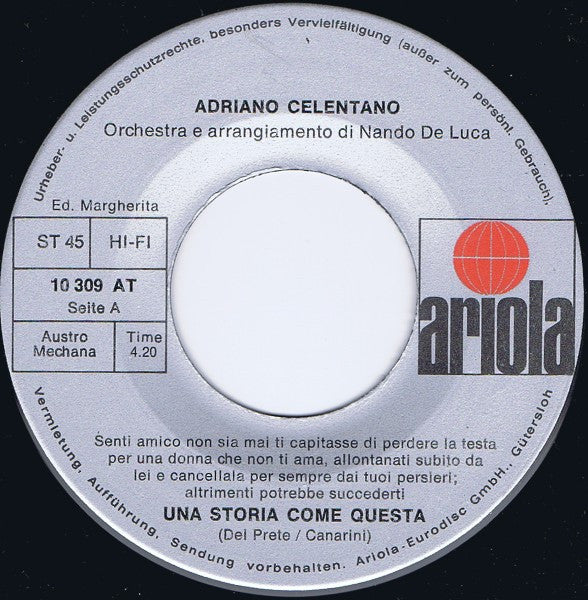 Urheber- u. Leistungsschutzrechte, besonders Vervielfältigung (außer zum persönl. Gebrauch),
ADRIANO CELENTANO
Orchestra e arrangiamento di Nando De Luca
Ed. Margherita
ST 45 HI-FI
10 309 AT
Seite A
Austro Mechana
Time 4.20
ariola
Senti amico non sia mai ti capitasse di perdere la testa
per una donna che non ti ama, allontanati subito da
lei e cancellala per sempre dai tuoi persieri;
altrimenti potrebbe succederti
UNA STORIA COME QUESTA
(Del Prete / Canarini)
Vermietung, Aufführung, Sendung vorbehalten. Ariola-Eurodisc GmbH., Gütersloh